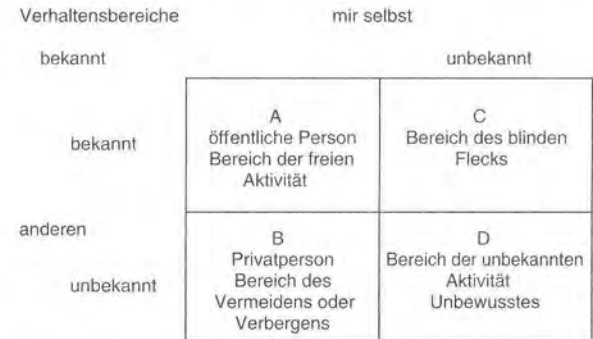 Verhaltensbereiche mir selbst
bekannt unbekannt
bekannt
A
öffentliche Person
Bereich der freien
Aktivität
C
Bereich des blinden
Flecks
anderen
unbekannt
B
Privatperson
Bereich des
Vermeidens oder
Verbergens
D
Bereich der unbekannten
Aktivität
Unbewusstes